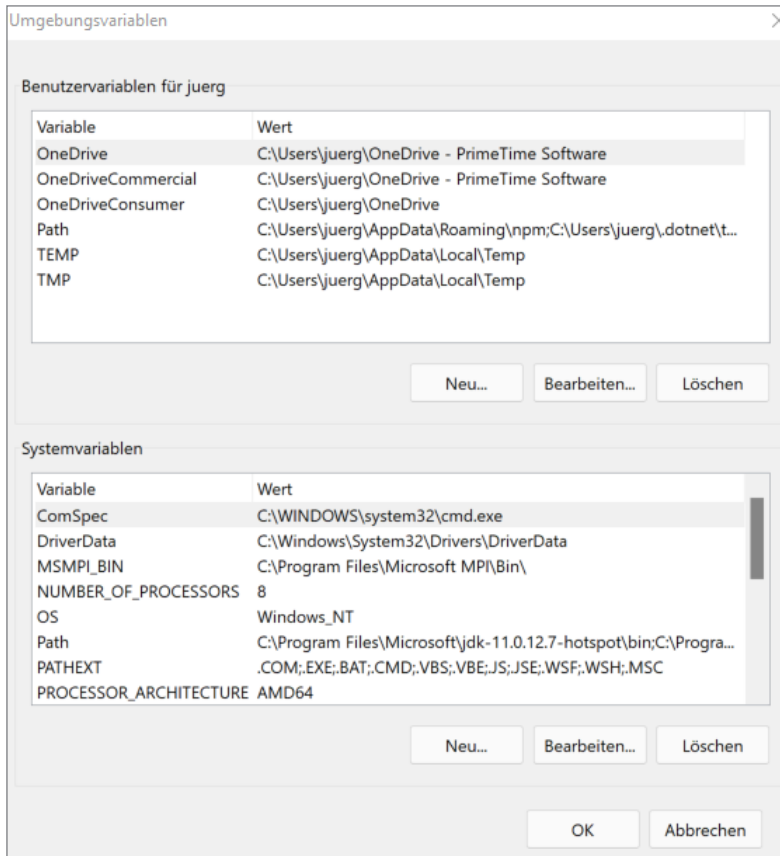 Umgebungsvariablen
Benutzervariablen für juerg
Variable Wert
OneDrive C:\Users\juerg\OneDrive - PrimeTime Software
OneDriveCommercial C:\Users\juerg\OneDrive - PrimeTime Software
OneDriveConsumer C:\Users\juerg\OneDrive
Path C:\Users\juerg\AppData\Roaming\npm;C:\Users\juerg\.dotnet\t...
TEMP C:\Users\juerg\AppData\Local\Temp
TMP C:\Users\juerg\AppData\Local\Temp
Neu... Bearbeiten... Löschen
Systemvariablen
Variable Wert
ComSpec C:\WINDOWS\system32\cmd.exe
DriverData C:\Windows\System32\Drivers\DriverData
MSMPI_BIN C:\Program Files\Microsoft MPI\Bin\
NUMBER_OF_PROCESSORS 8
OS Windows_NT
Path C:\Program Files\Microsoft\jdk-11.0.12.7-hotspot\bin;C:\Progra...
PATHEXT .COM;.EXE;.BAT;.CMD;.VBS;.VBE;.JS;.JSE;.WSF;.WSH;.MSC
PROCESSOR_ARCHITECTURE AMD64
Neu... Bearbeiten... Löschen
OK Abbrechen